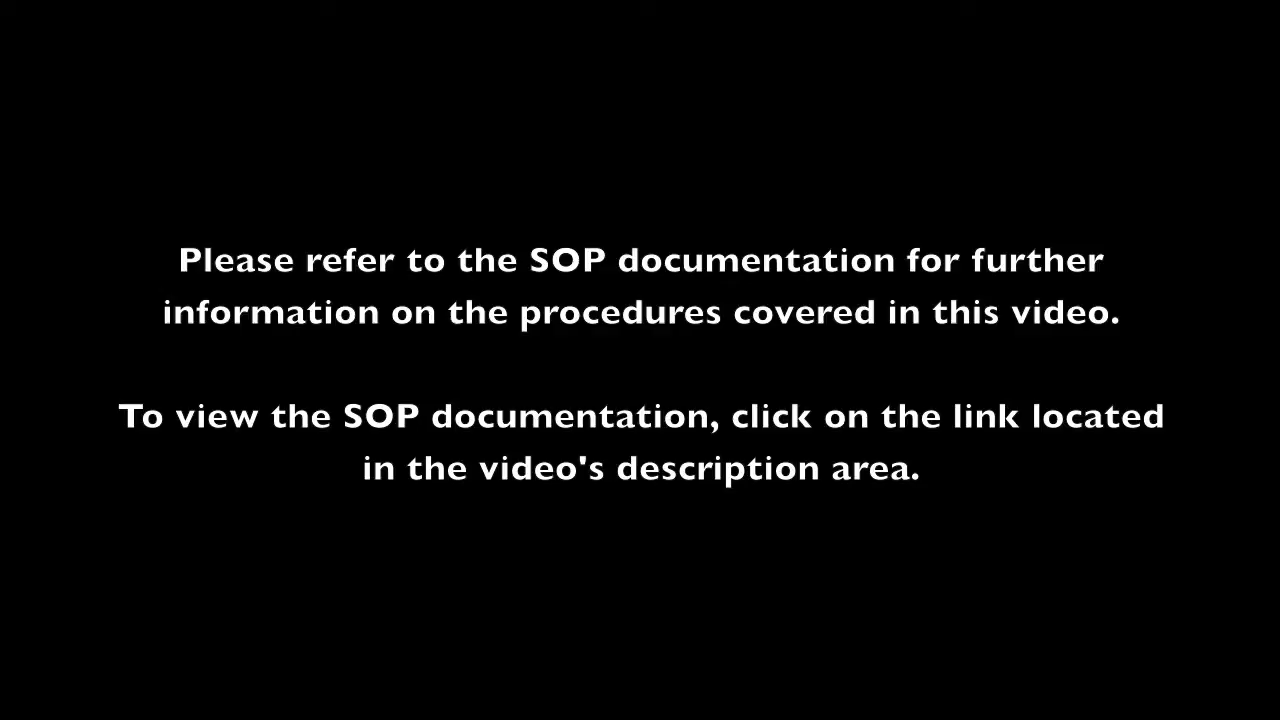 Please refer to the SOP documentation for further
information on the procedures covered in this video.
To view the SOP documentation, click on the link located
in the video's description area.